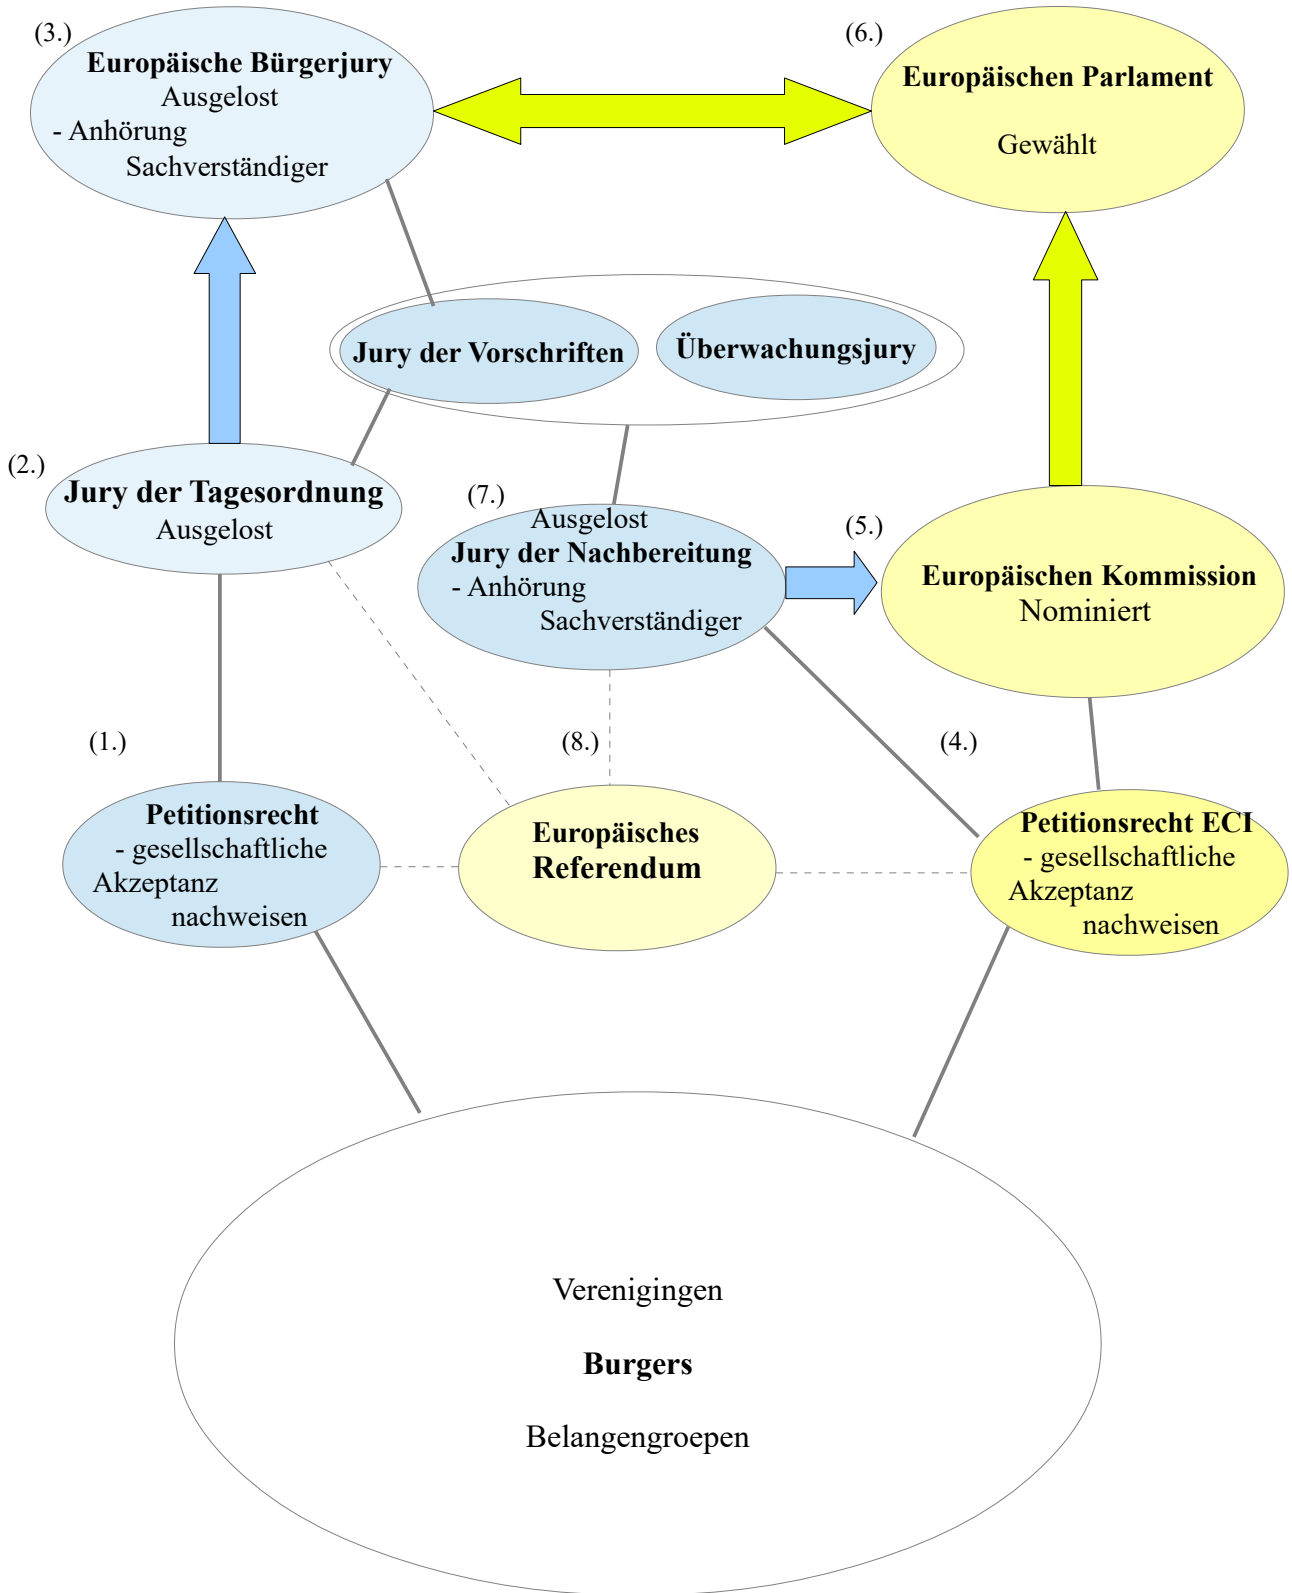 (3.)
Europäische Bürgerjury
Ausgelost
- Anhörung
Sachverständiger
(6.)
Europäischen Parlament
Gewählt
Jury der Vorschriften
Überwachungsjury
(2.)
Jury der Tagesordnung
Ausgelost
(7.)
Ausgelost
Jury der Nachbereitung
- Anhörung
Sachverständiger
(5.)
Europäischen Kommission
Nominiert
(1.)
Petitionsrecht
- gesellschaftliche
Akzeptanz
nachweisen
(8.)
Europäisches
Referendum
(4.)
Petitionsrecht ECI
- gesellschaftliche
Akzeptanz
nachweisen
Verenigingen
Burgers
Belangengroepen